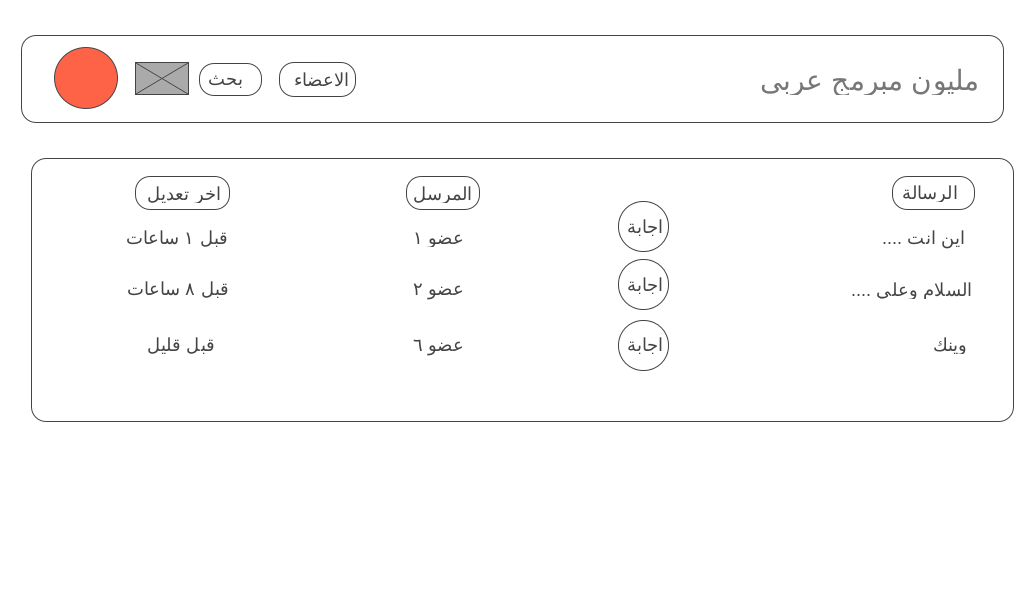 مليون مبرمج عربى
الاعضاء
بحث
الرسالة
المرسل
اخر تعديل
اين انت ....
اجابة
عضو ١
قبل ١ ساعات
السلام وعلى ....
اجابة
عضو ٢
قبل ٨ ساعات
وينك
اجابة
عضو ٦
قبل قليل